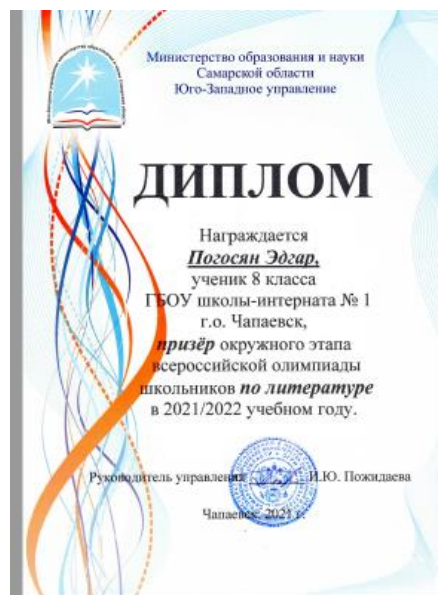 Министерство образования и науки
Самарской области
Юго-Западное управление
ДИПЛОМ
Награждается
Погосян Эдгар,
ученик 8 класса
ГБОУ школы-интерната № 1
г.о. Чапаевск,
призёр окружного этапа
всероссийской олимпиады
школьников по литературе
в 2021/2022 учебном году.
Руководитель управления И.Ю. Пожидаева
Чапаевск, 2021 г.